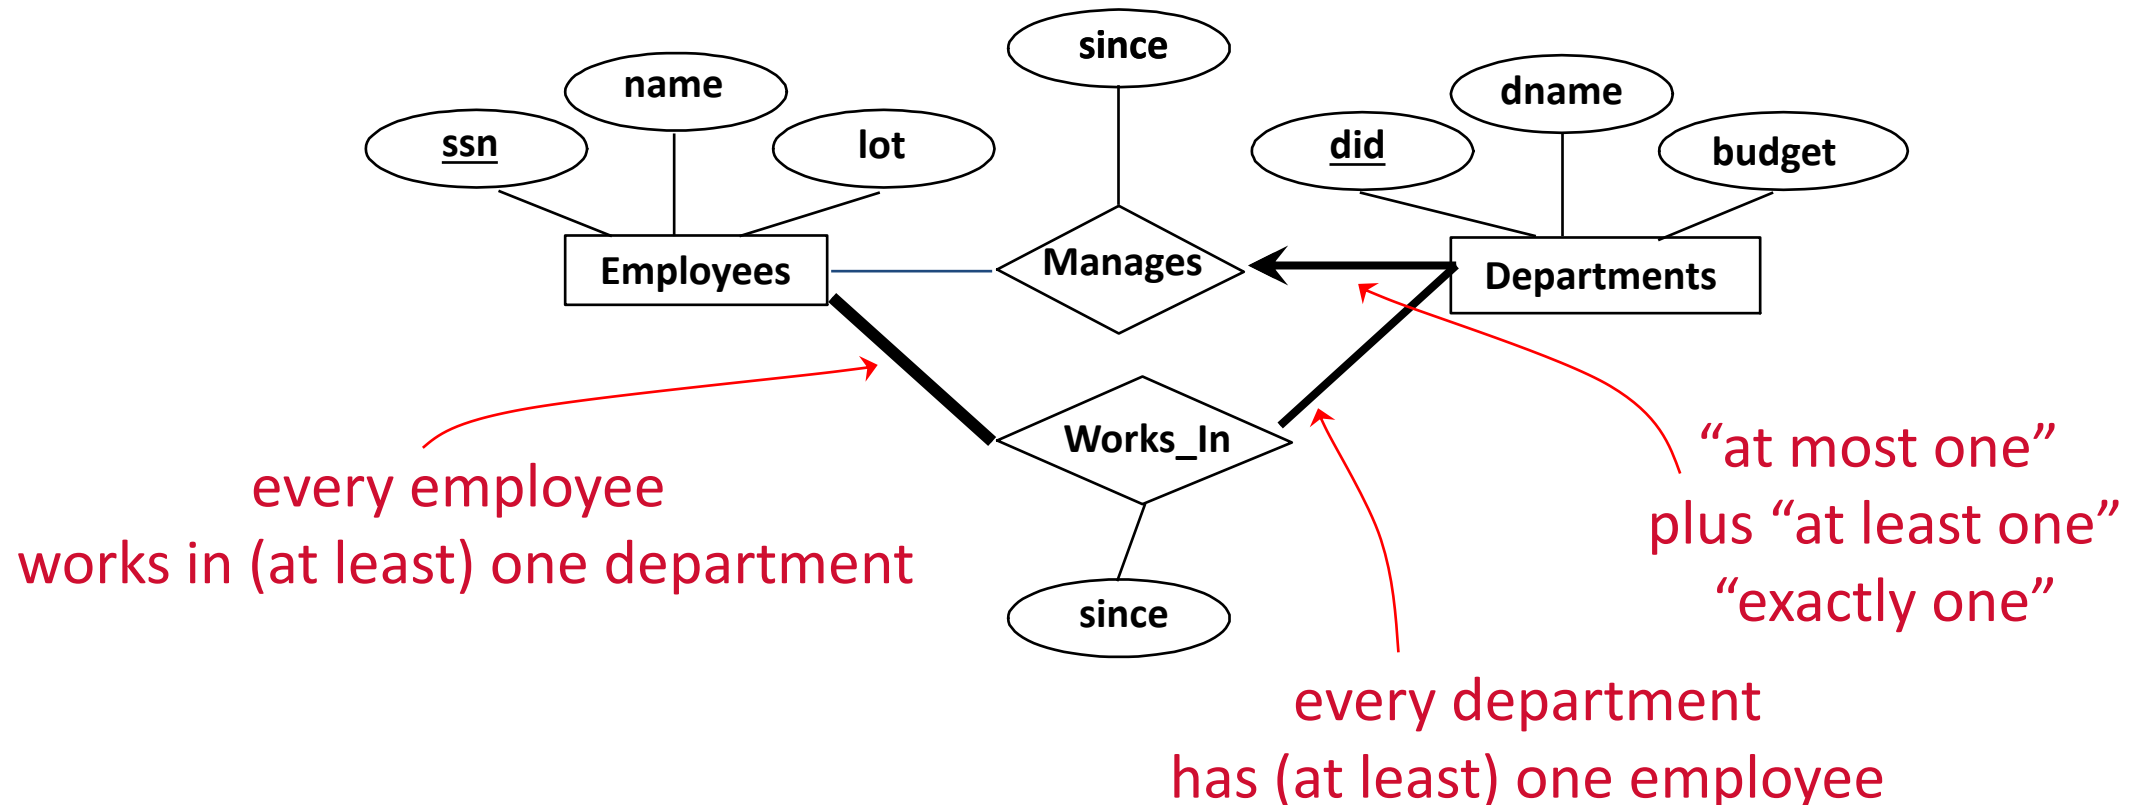 since
name
dname
ssn
lot
did
budget
Employees
Manages
Departments
Works_In
since
every employee
works in (at least) one department
“at most one”
plus “at least one”
“exactly one”
every department
has (at least) one employee